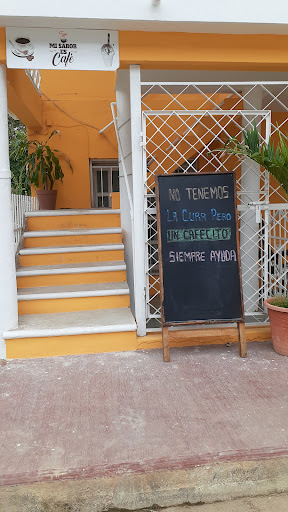 MI SABOR
ES
Café
NO TENEMOS
LA CURA PERO
UN CAFECITO
SIEMPRE AYUDA